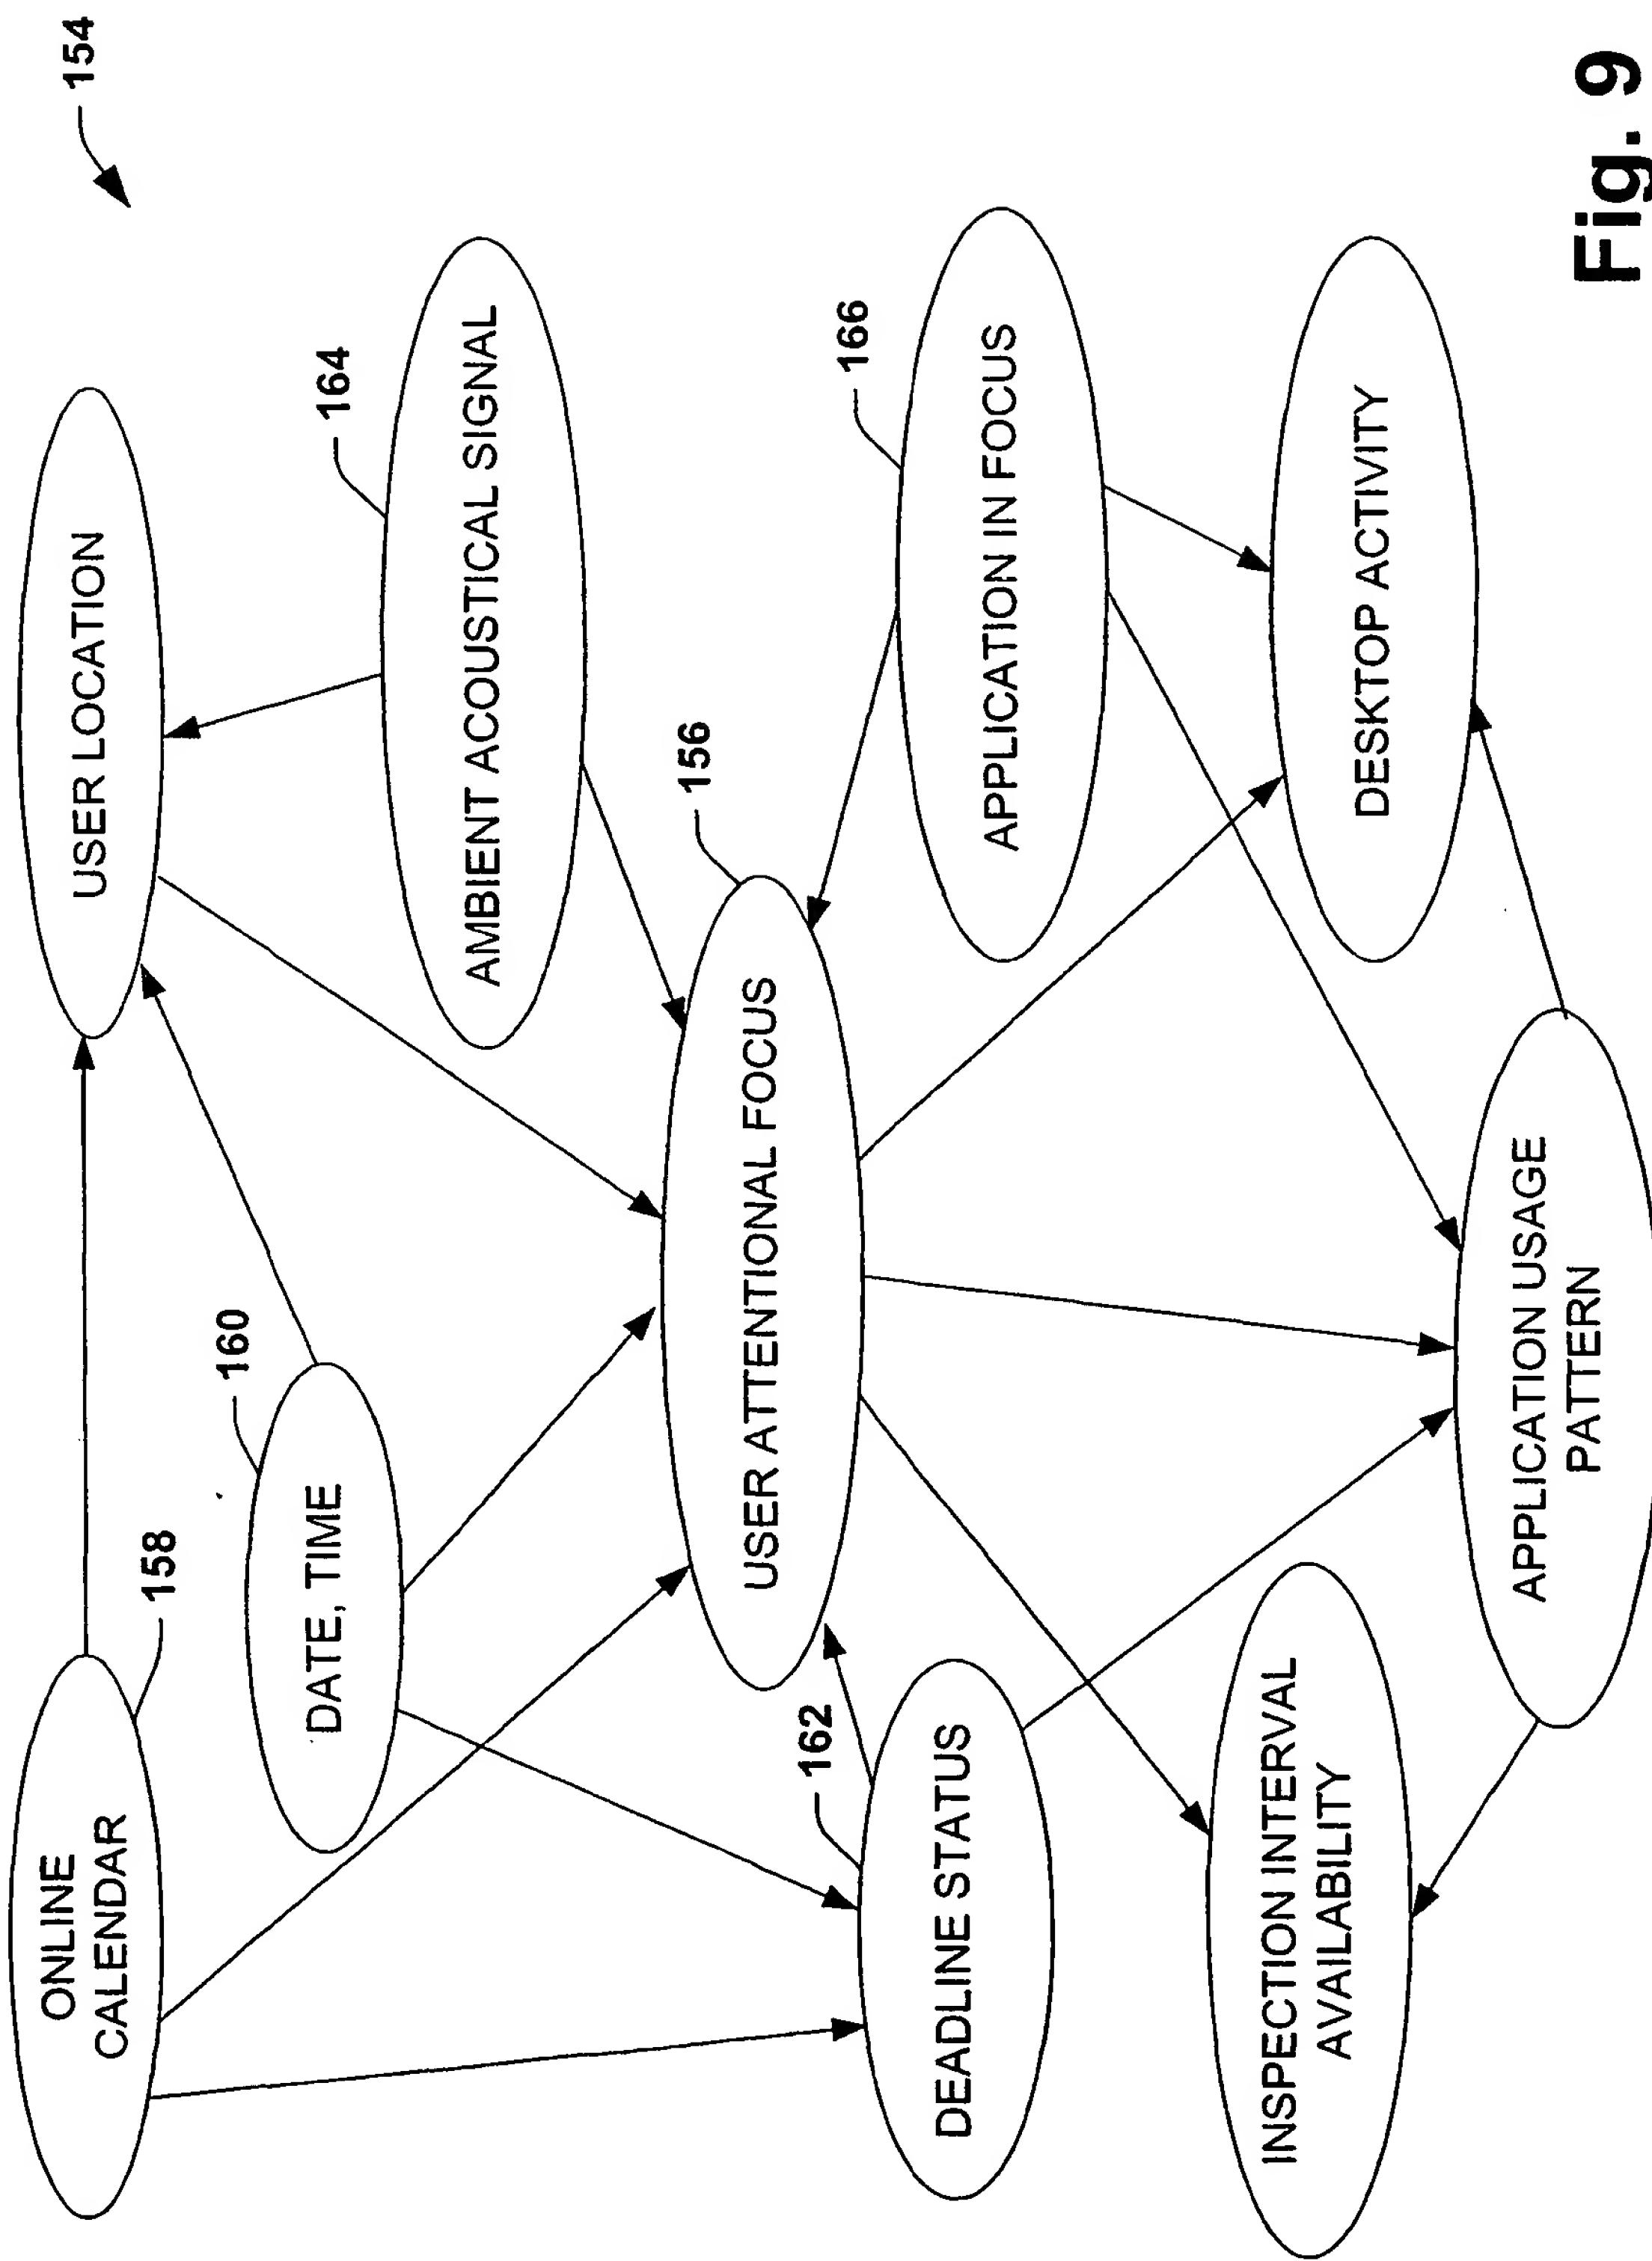 154
ONLINE
CALENDAR
158
USER LOCATION
160
DATE, TIME
164
AMBIENT ACOUSTICAL SIGNAL
156
USER ATTENTIONAL FOCUS
162
DEADLINE STATUS
166
APPLICATION IN FOCUS
INSPECTION INTERVAL
AVAILABILITY
DESKTOP ACTIVITY
APPLICATION USAGE
PATTERN
Fig. 9